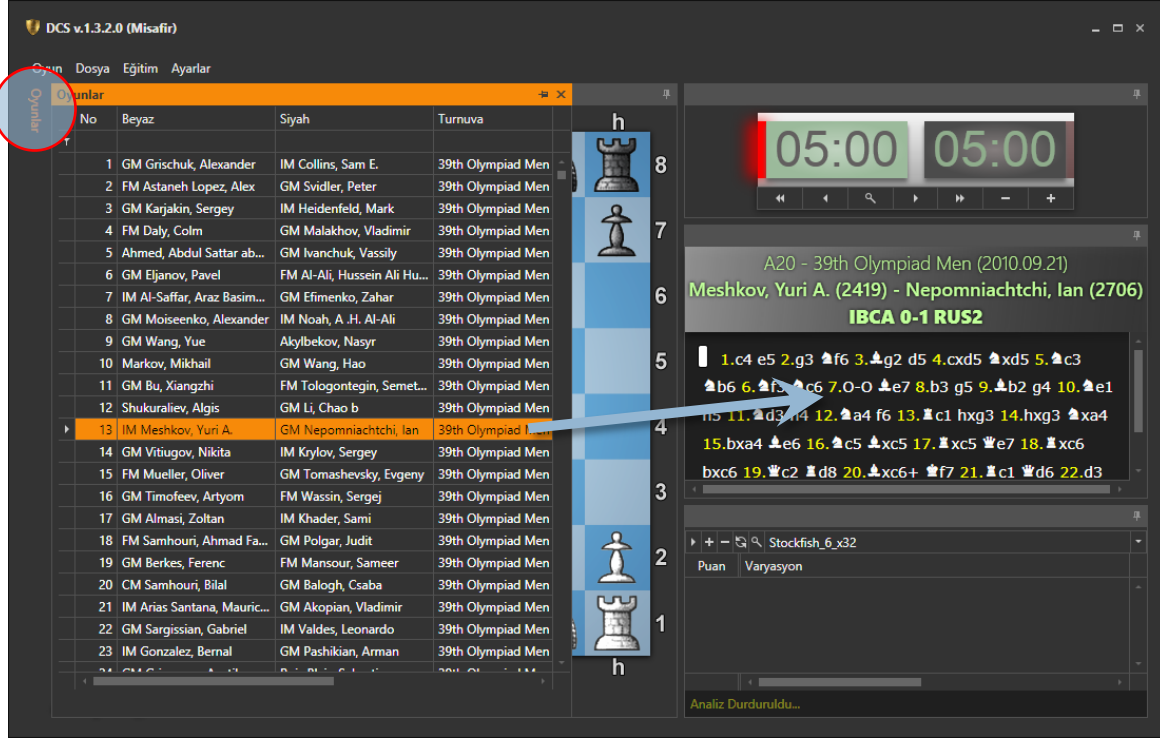 DCS v.1.3.2.0 (Misafir)
Oyun Dosya Eğitim Ayarlar
Oyunlar
Oyunlar
No Beyaz Siyah Turnuva
1 GM Grischuk, Alexander IM Collins, Sam E. 39th Olympiad Men
2 FM Astaneh Lopez, Alex GM Svidler, Peter 39th Olympiad Men
3 GM Karjakin, Sergey IM Heidenfeld, Mark 39th Olympiad Men
4 FM Daly, Colm GM Malakhov, Vladimir 39th Olympiad Men
5 Ahmed, Abdul Sattar ab... GM Ivanchuk, Vassily 39th Olympiad Men
6 GM Eljanov, Pavel FM Al-Ali, Hussein Ali Hu... 39th Olympiad Men
7 IM Al-Saffar, Araz Basim... GM Efimenko, Zahar 39th Olympiad Men
8 GM Moiseenko, Alexander IM Noah, A .H. Al-Ali 39th Olympiad Men
9 GM Wang, Yue Akylbekov, Nasyr 39th Olympiad Men
10 Markov, Mikhail GM Wang, Hao 39th Olympiad Men
11 GM Bu, Xiangzhi FM Tologontegin, Semet... 39th Olympiad Men
12 Shukuraliev, Algis GM Li, Chao b 39th Olympiad Men
13 IM Meshkov, Yuri A. GM Nepomniachtchi, Ian 39th Olympiad Men
14 GM Vitiugov, Nikita IM Krylov, Sergey 39th Olympiad Men
15 FM Mueller, Oliver GM Tomashevsky, Evgeny 39th Olympiad Men
16 GM Timofeev, Artyom FM Wassin, Sergej 39th Olympiad Men
17 GM Almasi, Zoltan IM Khader, Sami 39th Olympiad Men
18 FM Samhouri, Ahmad Fa... GM Polgar, Judit 39th Olympiad Men
19 GM Berkes, Ferenc FM Mansour, Sameer 39th Olympiad Men
20 CM Samhouri, Bilal GM Balogh, Csaba 39th Olympiad Men
21 IM Arias Santana, Mauric... GM Akopian, Vladimir 39th Olympiad Men
22 GM Sargissian, Gabriel IM Valdes, Leonardo 39th Olympiad Men
23 IM Gonzalez, Bernal GM Pashikian, Arman 39th Olympiad Men
h
8
7
6
5
4
3
2
1
h
05:00 05:00
A20 - 39th Olympiad Men (2010.09.21)
Meshkov, Yuri A. (2419) - Nepomniachtchi, Ian (2706)
IBCA 0-1 RUS2
1.c4 e5 2.g3 ♞f6 3.♝g2 d5 4.cxd5 ♞xd5 5.♞c3
♞b6 6.♞f3 ♞c6 7.O-O ♝e7 8.b3 g5 9.♝b2 g4 10.♞e1
h5 11.♞d3 h4 12.♞a4 f6 13.♜c1 hxg3 14.hxg3 ♞xa4
15.bxa4 ♝e6 16.♞c5 ♝xc5 17.♜xc5 ♛e7 18.♜xc6
bxc6 19.♛c2 ♜d8 20.♝xc6+ ♚f7 21.♜c1 ♛d6 22.d3
Stockfish_6_x32
Puan Varyasyon
Analiz Durduruldu...